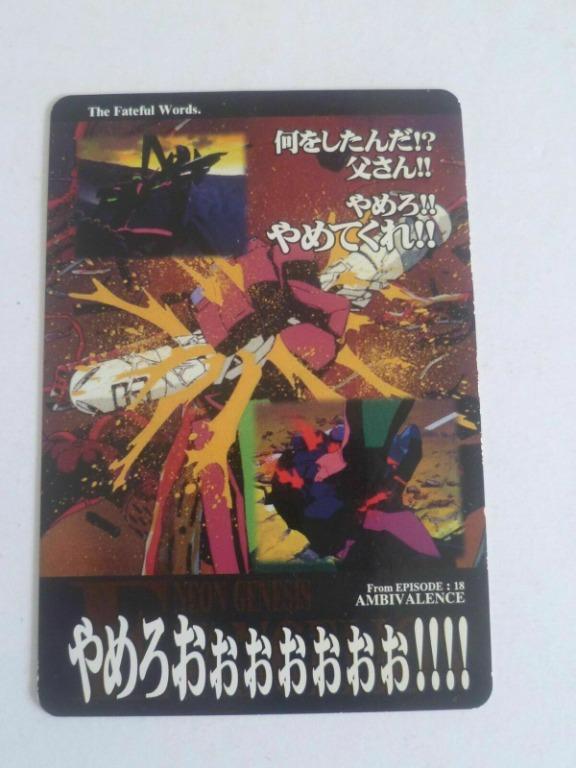 The Fateful Words.
何をしたんだ!?
父さん!!
やめろ!!
やめてくれ!!
From EPISODE : 18
AMBIVALENCE
NEON GENESIS
やめろおぉぉぉぉぉぉ!!!!